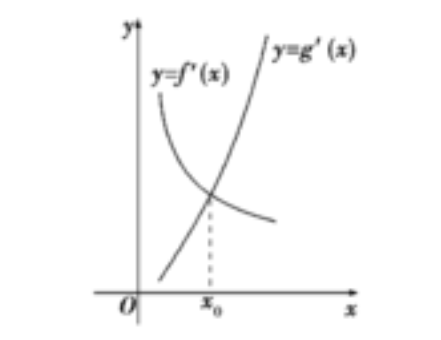 y
y=g′(x)
y=f′(x)
O
x₀
x